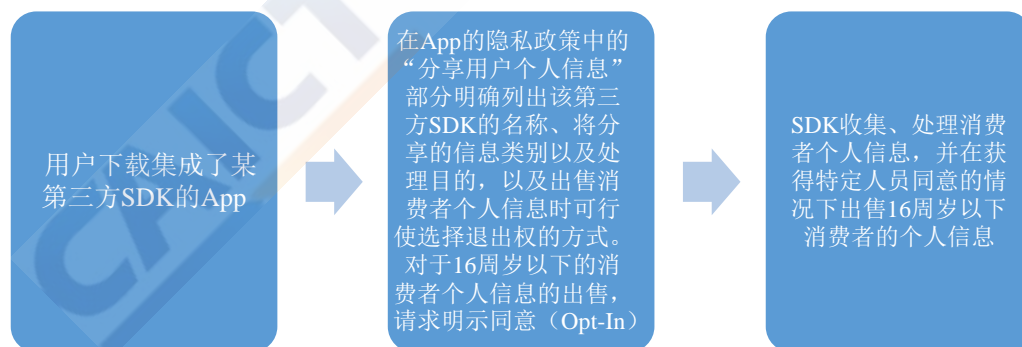 用户下载集成了某
第三方SDK的App
在App的隐私政策中的
“分享用户个人信息”
部分明确列出该第三
方SDK的名称、将分
享的信息类别以及处
理目的，以及出售消
费者个人信息时可行
使选择退出权的方式。
对于16周岁以下的消
费者个人信息的出售，
请求明示同意（Opt-In）
SDK收集、处理消费
者个人信息，并在获
得特定人员同意的情
况下出售16周岁以下
消费者的个人信息
CAICT